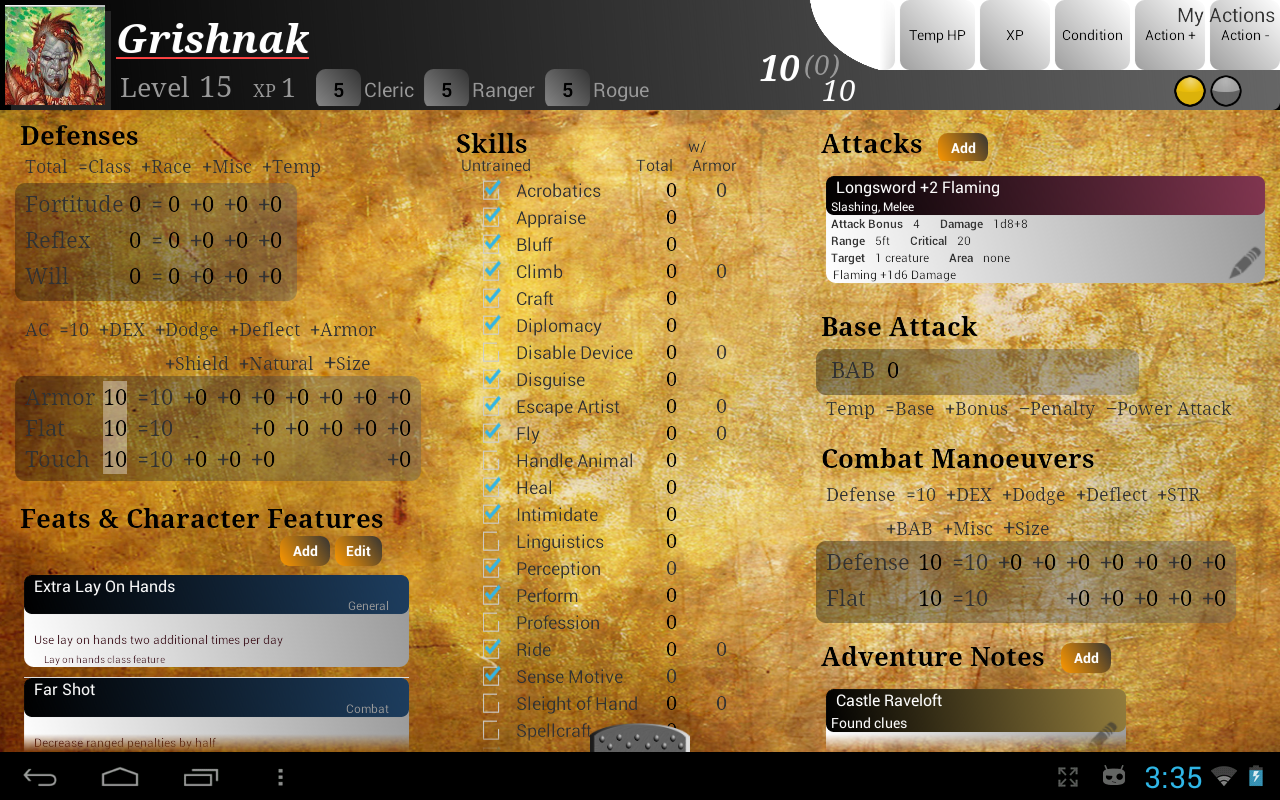 Grishnak
Level 15 XP 1 5 Cleric 5 Ranger 5 Rogue
10 (0)
10
My Actions
Temp HP XP Condition Action + Action -
Defenses
Total =Class +Race +Misc +Temp
Fortitude 0 = 0 +0 +0 +0
Reflex 0 = 0 +0 +0 +0
Will 0 = 0 +0 +0 +0
AC =10 +DEX +Dodge +Deflect +Armor
+Shield +Natural +Size
Armor 10 =10 +0 +0 +0 +0 +0 +0 +0
Flat 10 =10 +0 +0 +0 +0 +0
Touch 10 =10 +0 +0 +0 +0
Feats & Character Features
Add Edit
Extra Lay On Hands
General
Use lay on hands two additional times per day
Lay on hands class feature
Far Shot
Combat
Decrease ranged penalties by half
Skills
Untrained Total w/ Armor
Acrobatics 0 0
Appraise 0
Bluff 0
Climb 0 0
Craft 0
Diplomacy 0
Disable Device 0 0
Disguise 0
Escape Artist 0 0
Fly 0 0
Handle Animal 0
Heal 0
Intimidate 0
Linguistics 0
Perception 0
Perform 0
Profession 0
Ride 0 0
Sense Motive 0
Sleight of Hand 0 0
Spellcraft
Attacks Add
Longsword +2 Flaming
Slashing, Melee
Attack Bonus 4 Damage 1d8+8
Range 5ft Critical 20
Target 1 creature Area none
Flaming +1d6 Damage
Base Attack
BAB 0
Temp =Base +Bonus −Penalty −Power Attack
Combat Manoeuvers
Defense =10 +DEX +Dodge +Deflect +STR
+BAB +Misc +Size
Defense 10 =10 +0 +0 +0 +0 +0 +0 +0
Flat 10 =10 +0 +0 +0 +0 +0
Adventure Notes Add
Castle Raveloft
Found clues
3:35